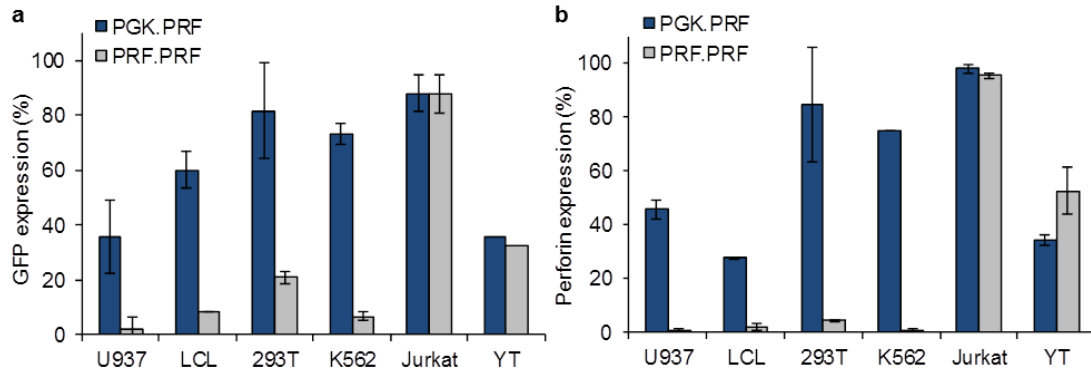 a
PGK.PRF
PRF.PRF
GFP expression (%)
100
80
60
40
20
0
U937 LCL 293T K562 Jurkat YT
b
PGK.PRF
PRF.PRF
Perforin expression (%)
100
80
60
40
20
0
U937 LCL 293T K562 Jurkat YT